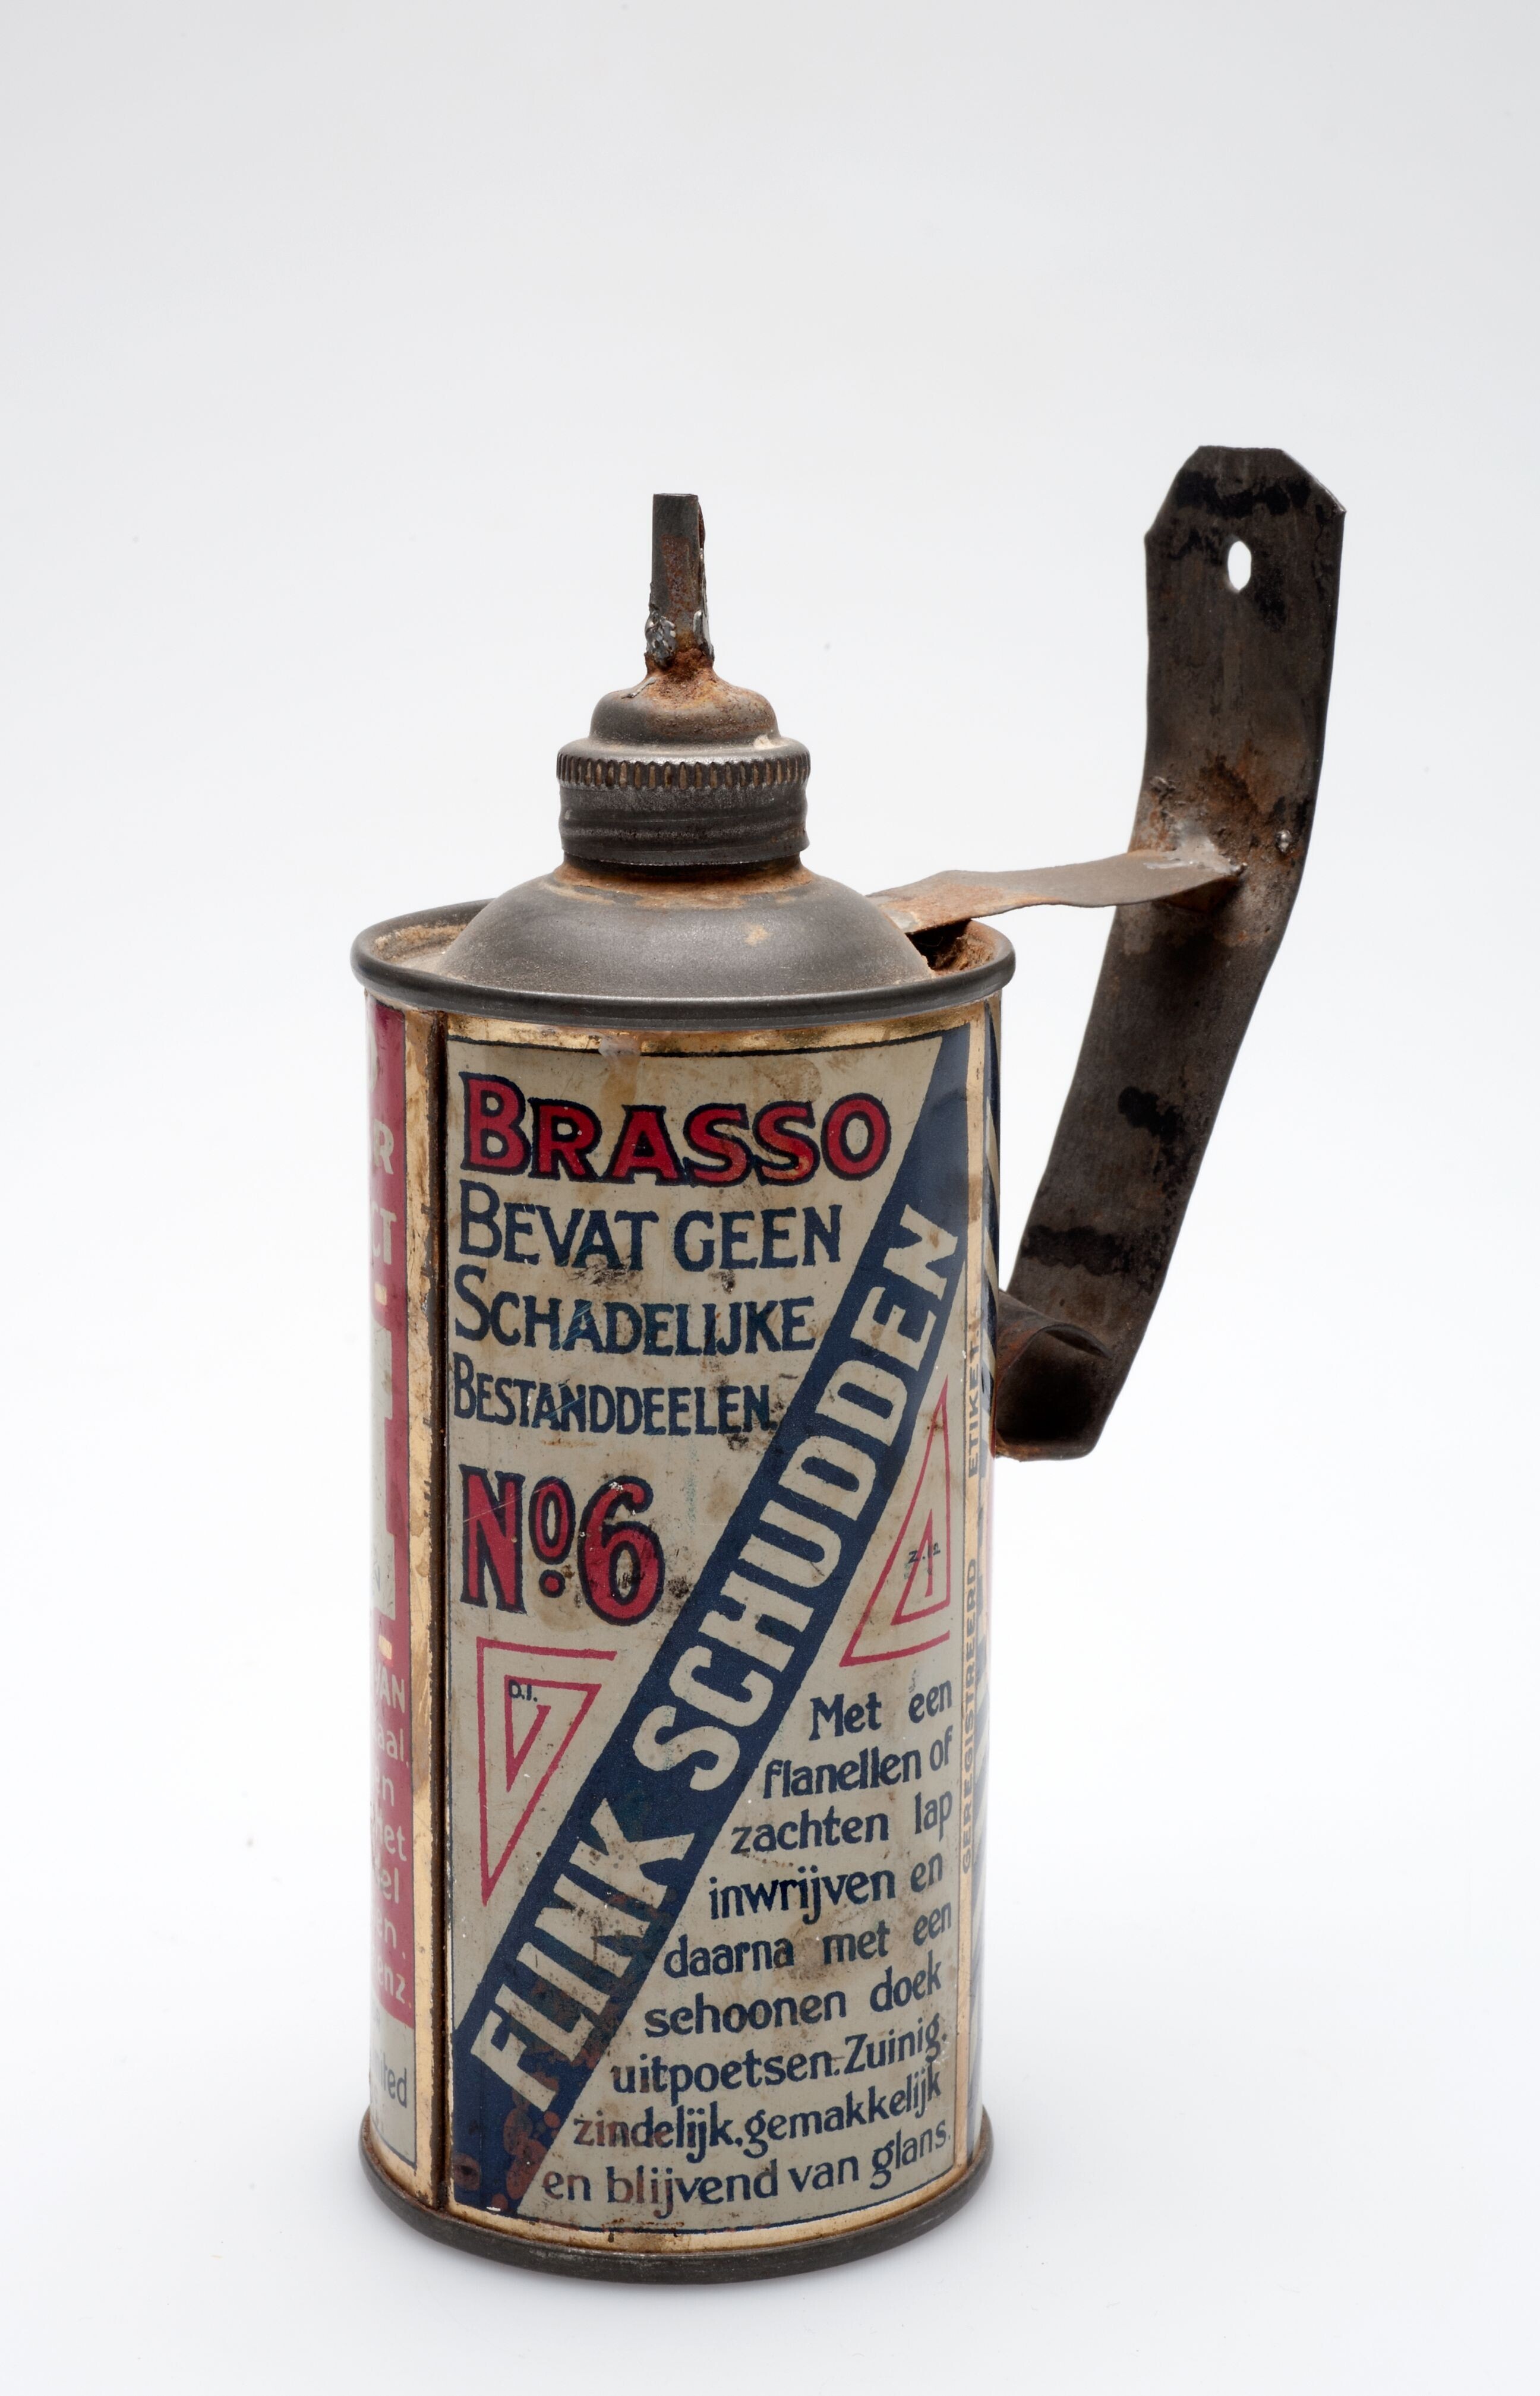 BRASSO
BEVAT GEEN
SCHADELIJKE
BESTANDDEELEN.
No6
FLINK SCHUDDEN
D.I.
Met een
flanellen of
zachten lap
inwrijven en
daarna met een
schoonen doek
uitpoetsen. Zuinig,
zindelijk, gemakkelijk
en blijvend van glans.
GEREGISTREERD ETIKET